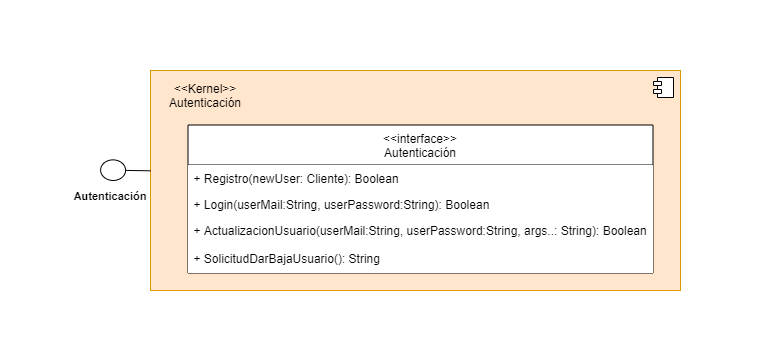 <<Kernel>>
Autenticación
<<interface>>
Autenticación
Autenticación
+ Registro(newUser: Cliente): Boolean
+ Login(userMail:String, userPassword:String): Boolean
+ ActualizacionUsuario(userMail:String, userPassword:String, args..: String): Boolean
+ SolicitudDarBajaUsuario(): String